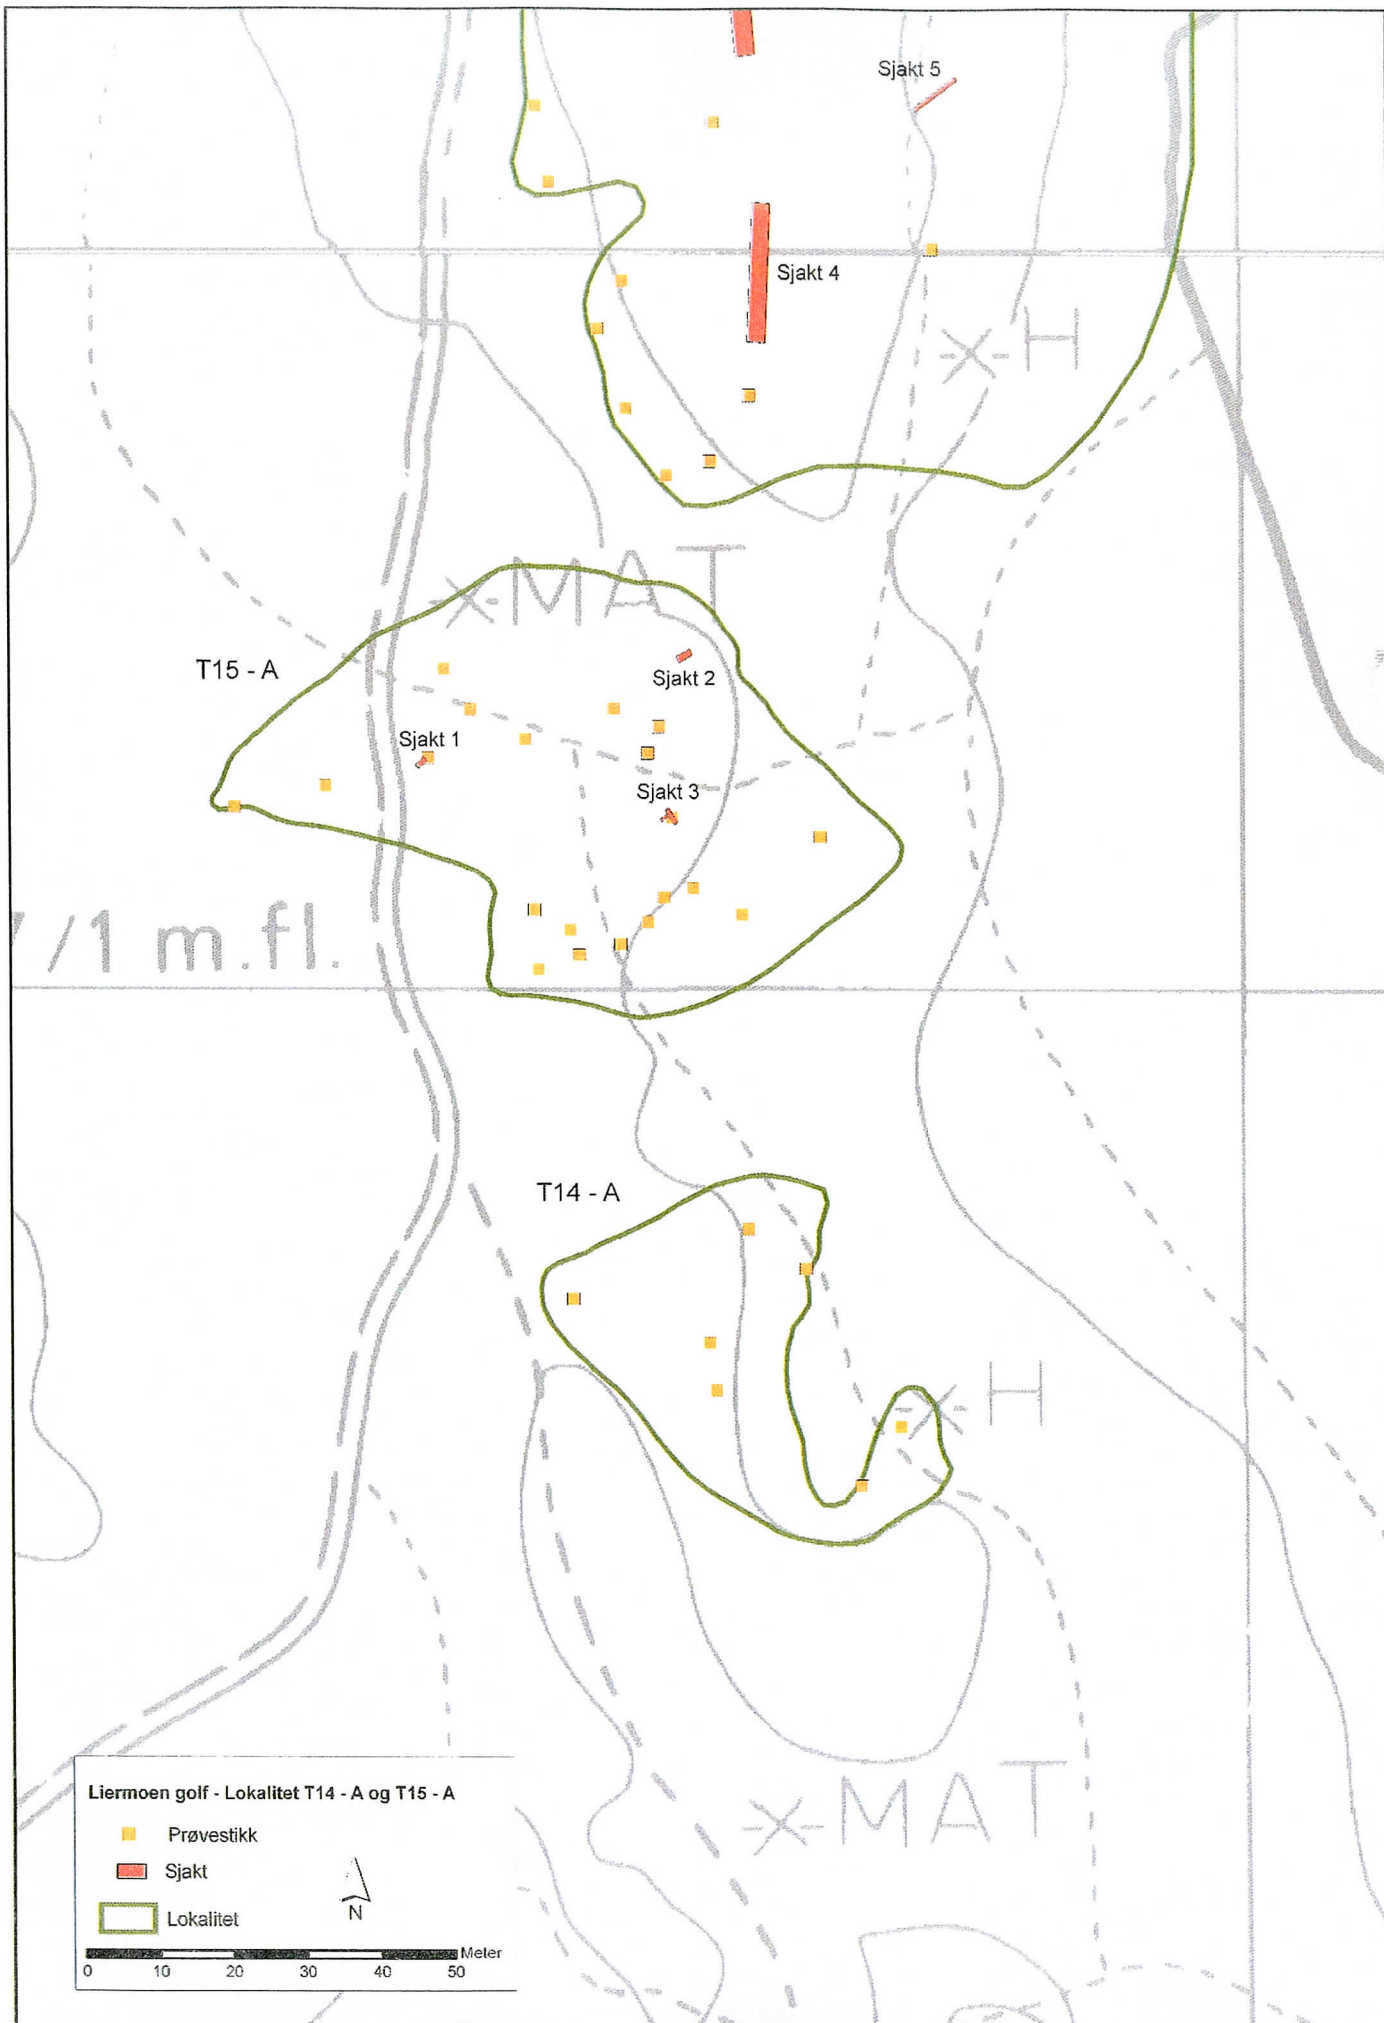 Sjakt 5
Sjakt 4
H
MAT
T15 - A
Sjakt 2
Sjakt 1
Sjakt 3
/1 m.fl.
T14 - A
H
MAT
Liermoen golf - Lokalitet T14 - A og T15 - A
Prøvestikk
Sjakt
Lokalitet
N
Meter
0 10 20 30 40 50